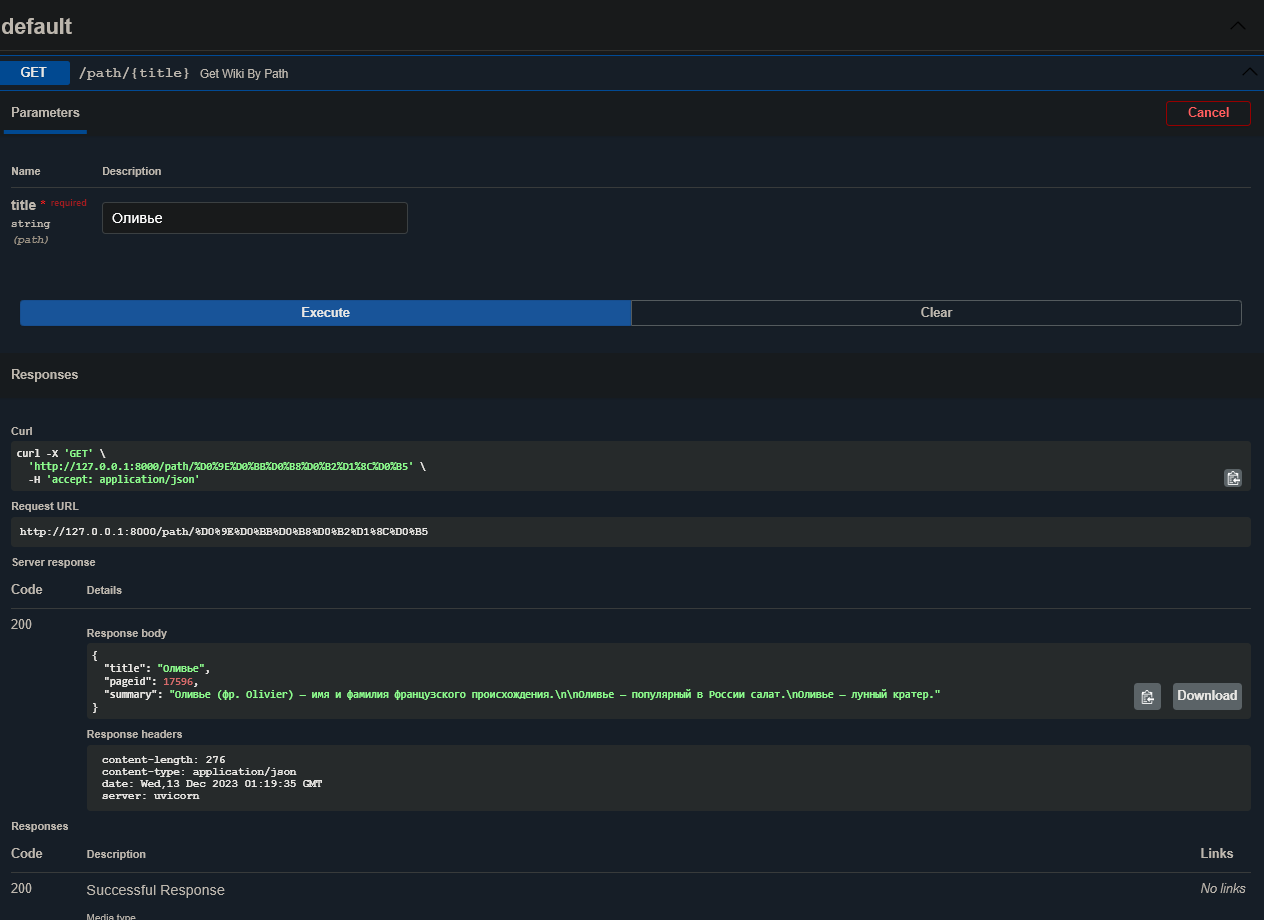 default
GET /path/{title} Get Wiki By Path
Parameters Cancel
Name Description
title * required
string
(path)
Оливье
Execute Clear
Responses
Curl
curl -X 'GET' \
'http://127.0.0.1:8000/path/%D0%9E%D0%BB%D0%B8%D0%B2%D1%8C%D0%B5' \
-H 'accept: application/json'
Request URL
http://127.0.0.1:8000/path/%D0%9E%D0%BB%D0%B8%D0%B2%D1%8C%D0%B5
Server response
Code Details
200
Response body
{
"title": "Оливье",
"pageid": 17596,
"summary": "Оливье (фр. Olivier) — имя и фамилия французского происхождения.\n\nОливье — популярный в России салат.\nОливье — лунный кратер."
}
Download
Response headers
content-length: 276
content-type: application/json
date: Wed,13 Dec 2023 01:19:35 GMT
server: uvicorn
Responses
Code Description Links
200 Successful Response No links
Media type